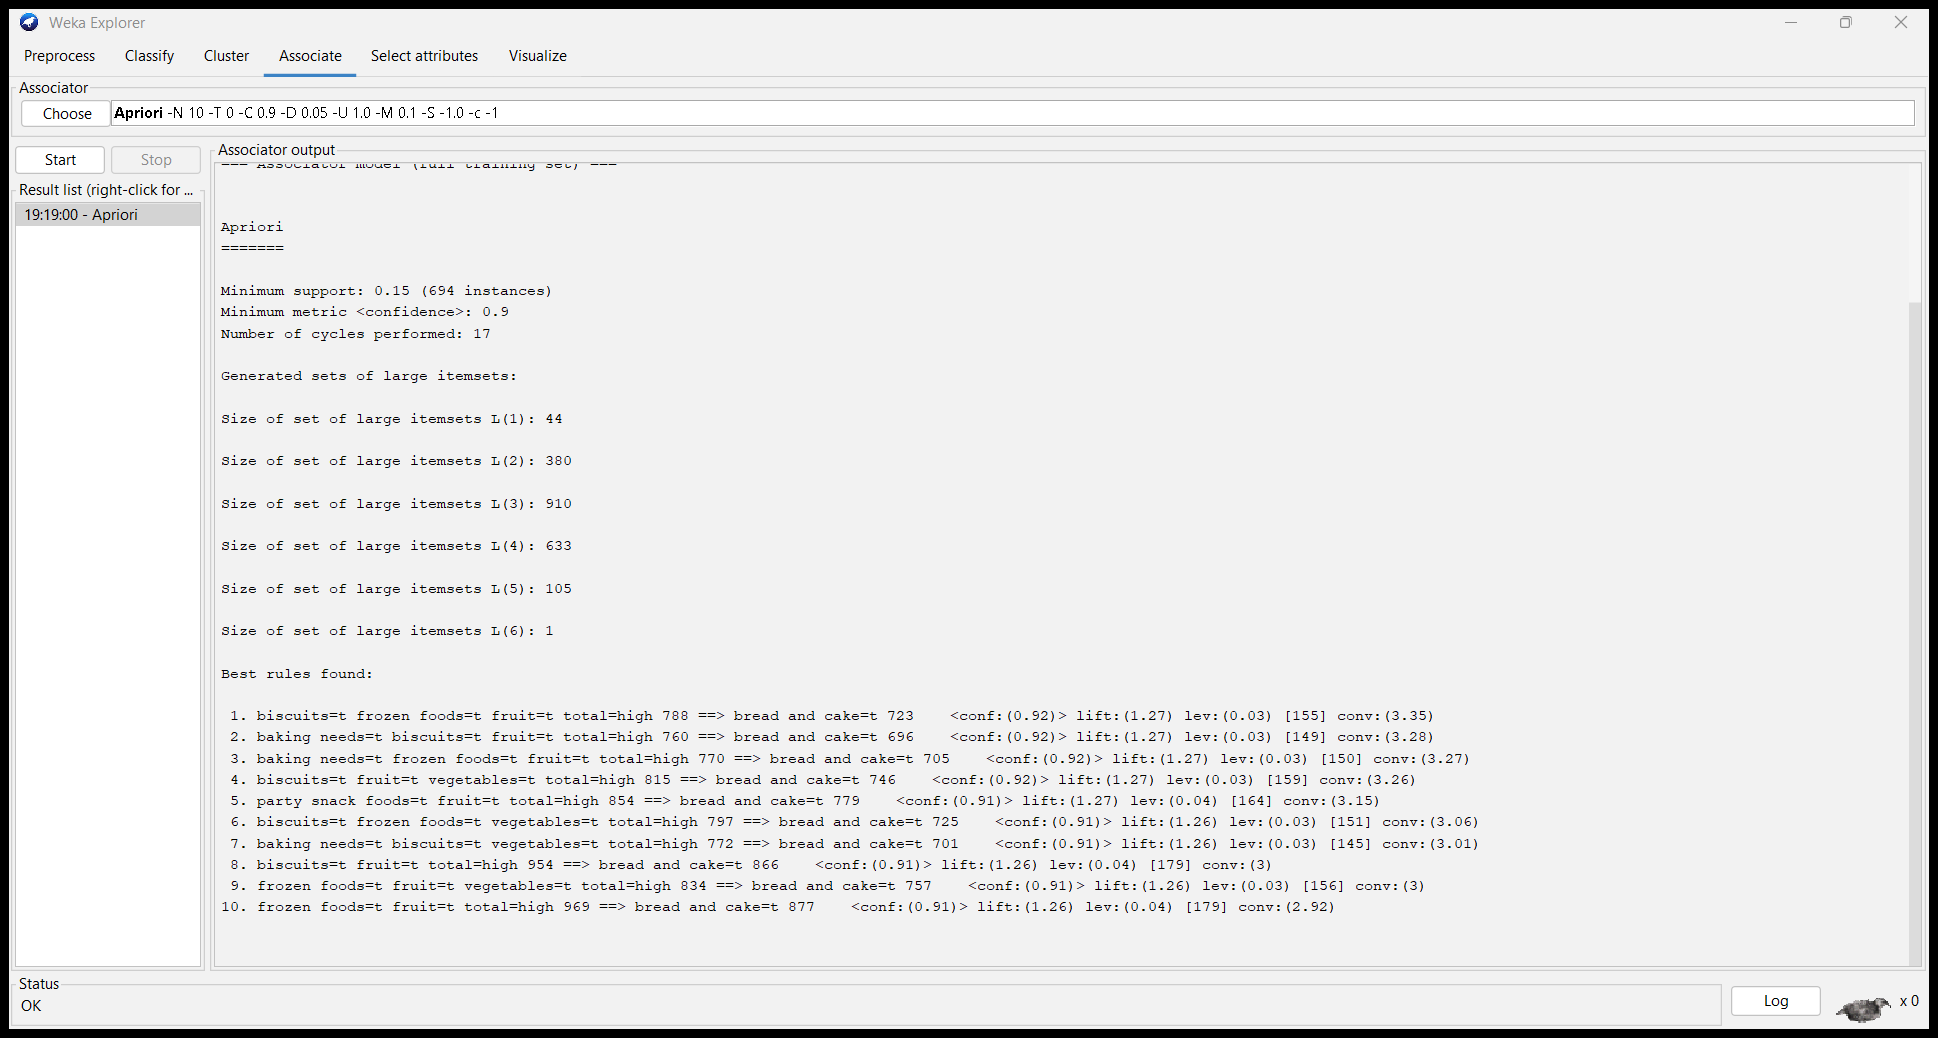 Weka Explorer
Preprocess Classify Cluster Associate Select attributes Visualize
Associator
Choose Apriori -N 10 -T 0 -C 0.9 -D 0.05 -U 1.0 -M 0.1 -S -1.0 -c -1
Start Stop
Result list (right-click for ...
19:19:00 - Apriori
Associator output
=== Associator model (full training set) ===
Apriori
=======
Minimum support: 0.15 (694 instances)
Minimum metric <confidence>: 0.9
Number of cycles performed: 17
Generated sets of large itemsets:
Size of set of large itemsets L(1): 44
Size of set of large itemsets L(2): 380
Size of set of large itemsets L(3): 910
Size of set of large itemsets L(4): 633
Size of set of large itemsets L(5): 105
Size of set of large itemsets L(6): 1
Best rules found:
1. biscuits=t frozen foods=t fruit=t total=high 788 ==> bread and cake=t 723 <conf:(0.92)> lift:(1.27) lev:(0.03) [155] conv:(3.35)
2. baking needs=t biscuits=t fruit=t total=high 760 ==> bread and cake=t 696 <conf:(0.92)> lift:(1.27) lev:(0.03) [149] conv:(3.28)
3. baking needs=t frozen foods=t fruit=t total=high 770 ==> bread and cake=t 705 <conf:(0.92)> lift:(1.27) lev:(0.03) [150] conv:(3.27)
4. biscuits=t fruit=t vegetables=t total=high 815 ==> bread and cake=t 746 <conf:(0.92)> lift:(1.27) lev:(0.03) [159] conv:(3.26)
5. party snack foods=t fruit=t total=high 854 ==> bread and cake=t 779 <conf:(0.91)> lift:(1.27) lev:(0.04) [164] conv:(3.15)
6. biscuits=t frozen foods=t vegetables=t total=high 797 ==> bread and cake=t 725 <conf:(0.91)> lift:(1.26) lev:(0.03) [151] conv:(3.06)
7. baking needs=t biscuits=t vegetables=t total=high 772 ==> bread and cake=t 701 <conf:(0.91)> lift:(1.26) lev:(0.03) [145] conv:(3.01)
8. biscuits=t fruit=t total=high 954 ==> bread and cake=t 866 <conf:(0.91)> lift:(1.26) lev:(0.04) [179] conv:(3)
9. frozen foods=t fruit=t vegetables=t total=high 834 ==> bread and cake=t 757 <conf:(0.91)> lift:(1.26) lev:(0.03) [156] conv:(3)
10. frozen foods=t fruit=t total=high 969 ==> bread and cake=t 877 <conf:(0.91)> lift:(1.26) lev:(0.04) [179] conv:(2.92)
Status
OK
Log x 0